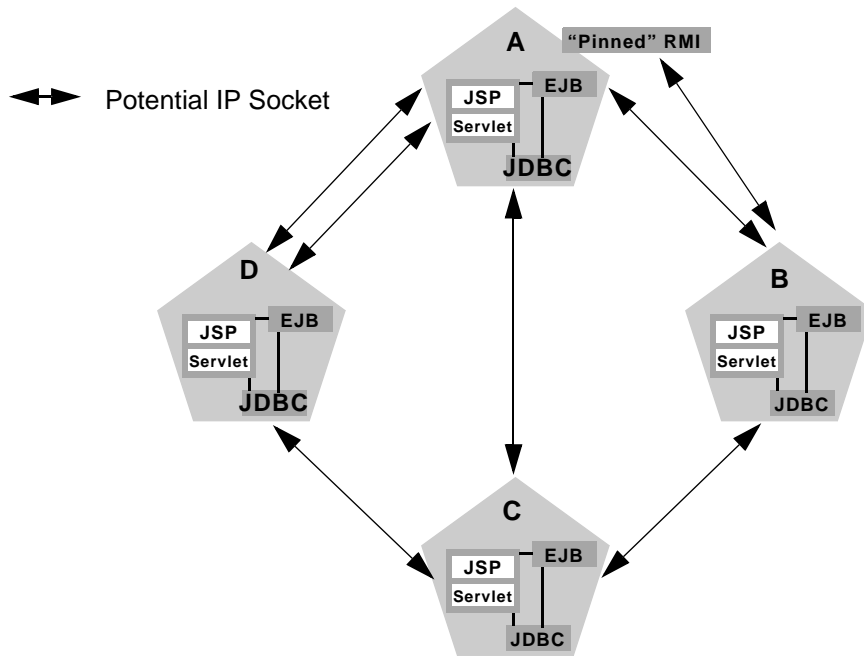 A
“Pinned” RMI
Potential IP Socket
EJB
JSP
Servlet
JDBC
D
EJB
JSP
Servlet
JDBC
B
EJB
JSP
Servlet
JDBC
C
EJB
JSP
Servlet
JDBC